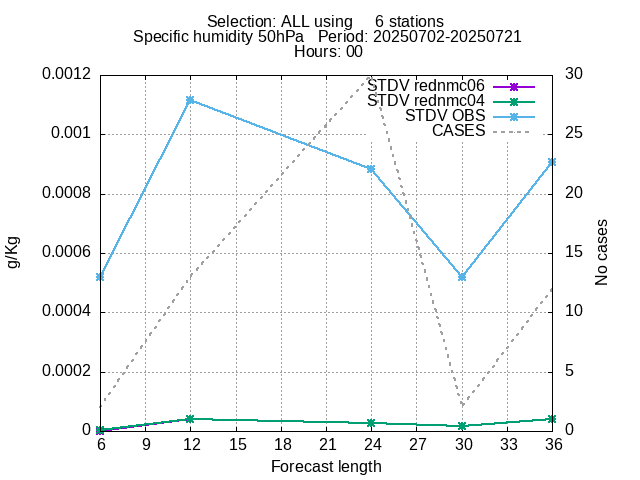 Selection: ALL using     6 stations
Specific humidity 50hPa   Period: 20250702-20250721
Hours: 00
0.0012
0.001
0.0008
0.0006
0.0004
0.0002
0
g/Kg
STDV rednmc06
STDV rednmc04
STDV OBS
CASES
30
25
20
15
10
5
0
No cases
6 9 12 15 18 21 24 27 30 33 36
Forecast length